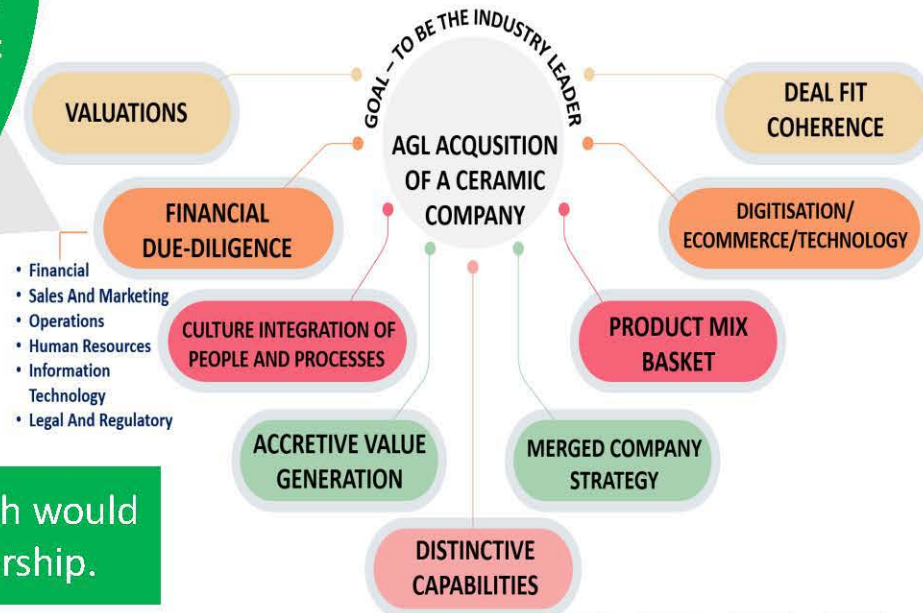 GOAL – TO BE THE INDUSTRY LEADER
AGL ACQUSITION
OF A CERAMIC
COMPANY
VALUATIONS
DEAL FIT
COHERENCE
FINANCIAL
DUE-DILIGENCE
DIGITISATION/
ECOMMERCE/TECHNOLOGY
• Financial
• Sales And Marketing
• Operations
• Human Resources
• Information
Technology
• Legal And Regulatory
CULTURE INTEGRATION OF
PEOPLE AND PROCESSES
PRODUCT MIX
BASKET
ACCRETIVE VALUE
GENERATION
MERGED COMPANY
STRATEGY
DISTINCTIVE
CAPABILITIES
would